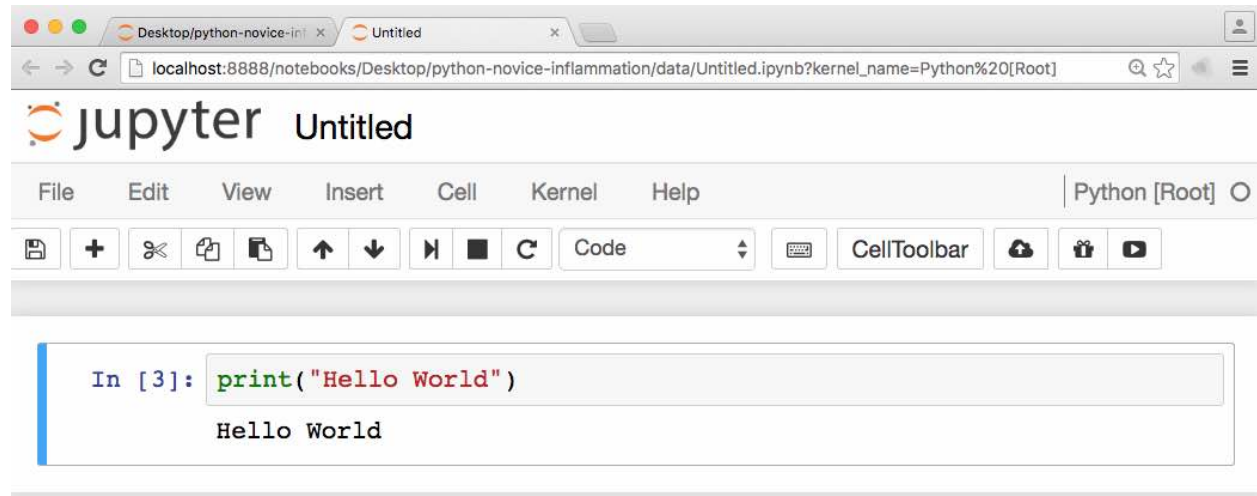 Desktop/python-novice-inf Untitled
localhost:8888/notebooks/Desktop/python-novice-inflammation/data/Untitled.ipynb?kernel_name=Python%20[Root]
jupyter Untitled
File Edit View Insert Cell Kernel Help Python [Root]
Code CellToolbar
In [3]: print("Hello World")
Hello World